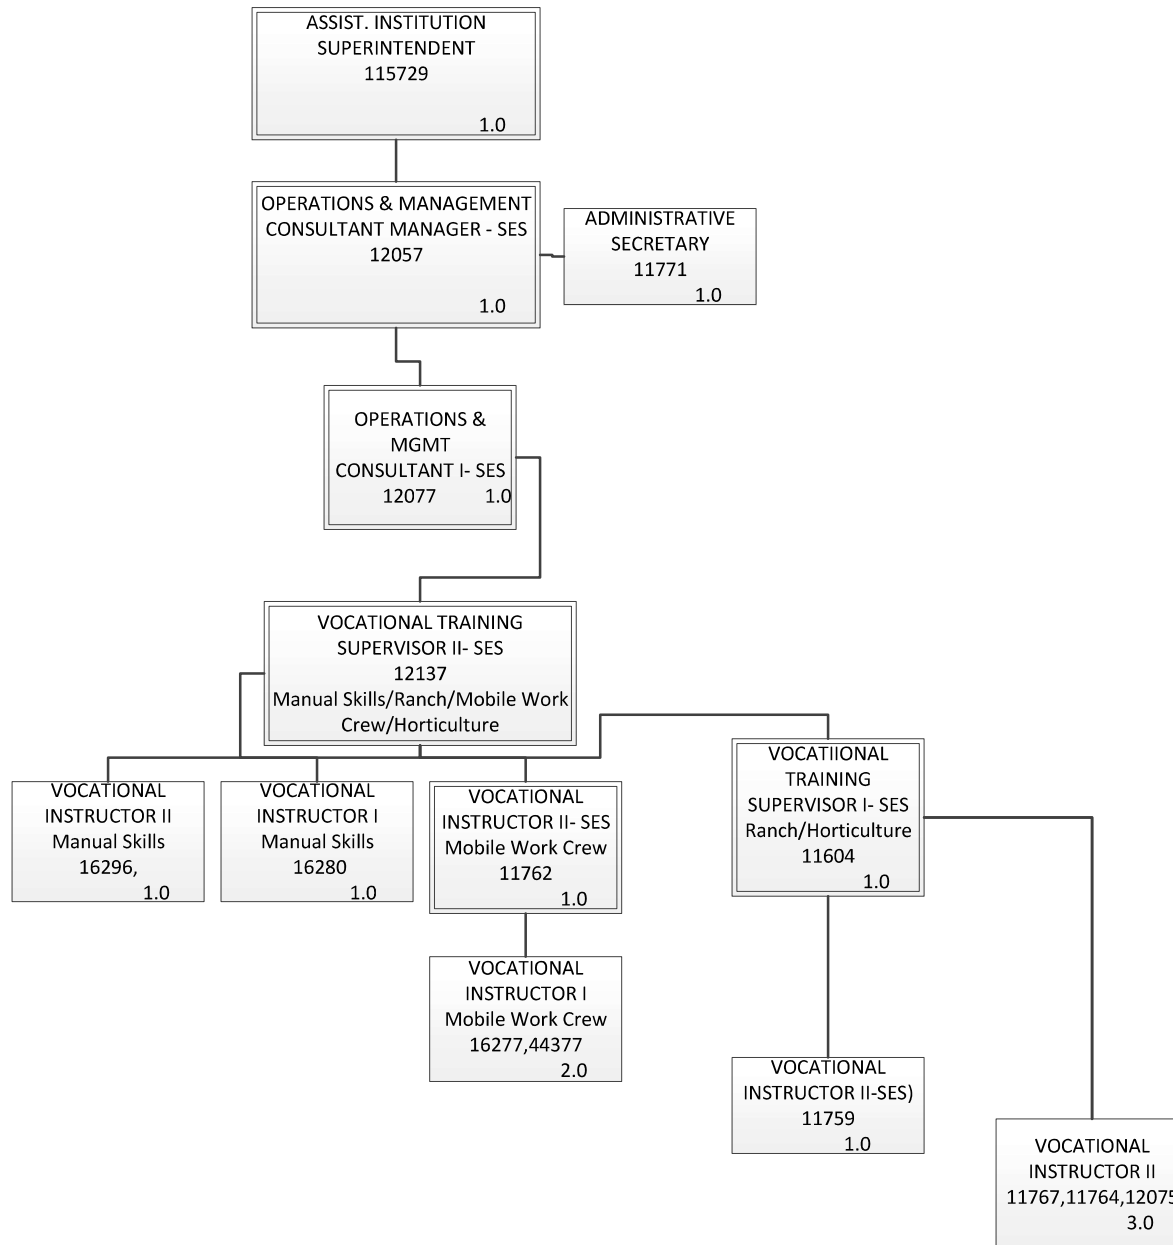 ASSIST. INSTITUTION
SUPERINTENDENT
115729
1.0
OPERATIONS & MANAGEMENT
CONSULTANT MANAGER - SES
12057
1.0
ADMINISTRATIVE
SECRETARY
11771
1.0
OPERATIONS &
MGMT
CONSULTANT I- SES
12077 1.0
VOCATIONAL TRAINING
SUPERVISOR II- SES
12137
Manual Skills/Ranch/Mobile Work
Crew/Horticulture
VOCATIONAL
INSTRUCTOR II
Manual Skills
16296,
1.0
VOCATIONAL
INSTRUCTOR I
Manual Skills
16280
1.0
VOCATIONAL
INSTRUCTOR II- SES
Mobile Work Crew
11762
1.0
VOCATIIONAL
TRAINING
SUPERVISOR I- SES
Ranch/Horticulture
11604
1.0
VOCATIONAL
INSTRUCTOR I
Mobile Work Crew
16277,44377
2.0
VOCATIONAL
INSTRUCTOR II-SES)
11759
1.0
VOCATIONAL
INSTRUCTOR II
11767,11764,12075
3.0